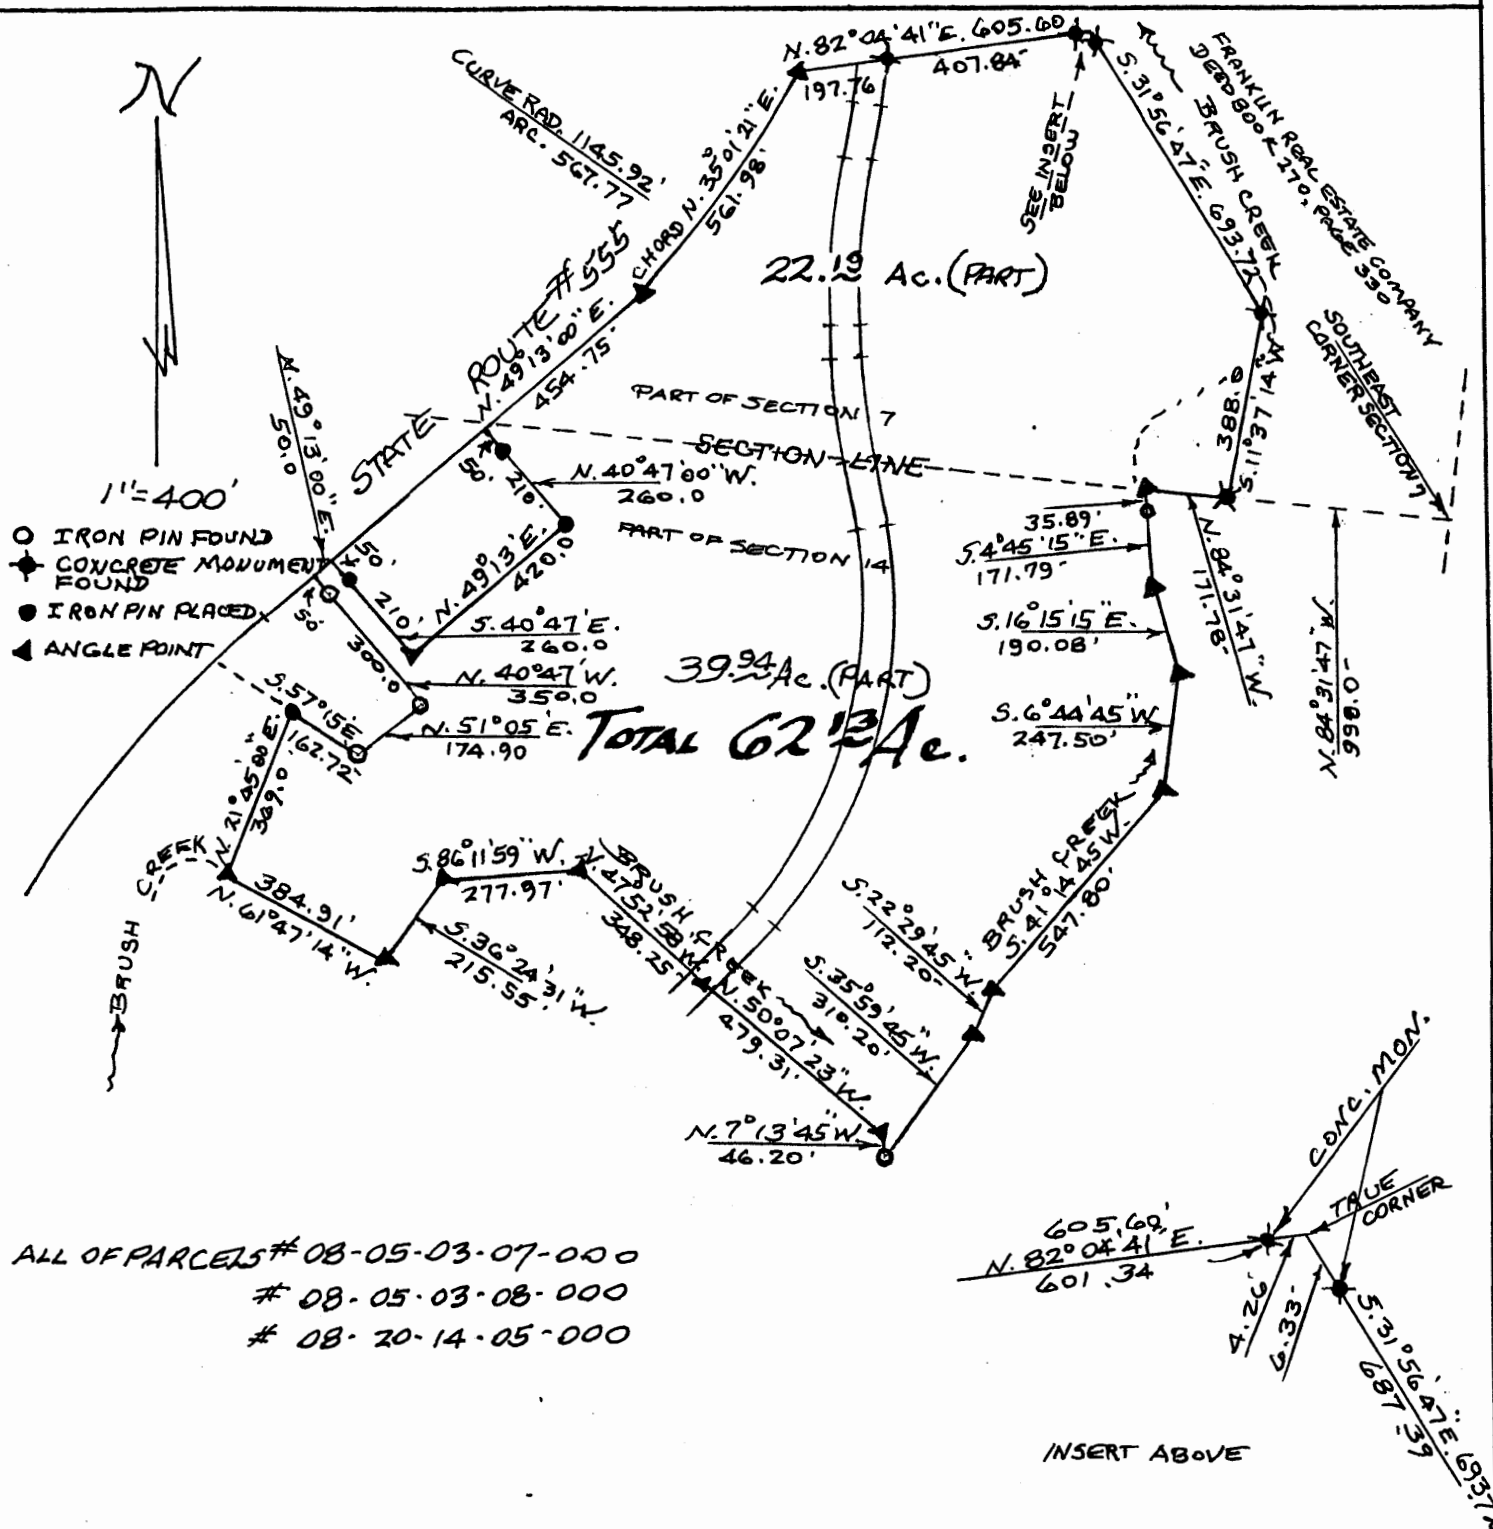 N
1"=400'
IRON PIN FOUND
CONCRETE MONUMENT
FOUND
IRON PIN PLACED
ANGLE POINT
CURVE RAD. 1145.92'
ARC. 567.77
CHORD N. 35°01'21"E.
561.98'
N. 82°04'41"E. 605.60
197.76
407.84'
SEE INSERT
BELOW
S.31°56'47"E. 693.72
BRUSH CREEK
FRANKLIN REAL ESTATE COMPANY
DEED BOOK 270, PAGE 330
STATE ROUTE #555
N. 49°13'00"E.
454.75'
22.19 Ac. (PART)
PART OF SECTION 7
SECTION LINE
PART OF SECTION 14
SOUTHEAST
CORNER SECTION 7
388.0
S.11°37'14"W.
N. 84°31'47"W.
171.78'
N. 84°31'47"W.
998.0'
N. 49°13'00"E.
50.0
50.
210.
N. 40°47'00"W.
260.0
N. 49°13'E.
420.0
50'
210'
S. 40°47'E.
260.0
50'
300.0
N. 40°47'W.
350.0
N. 51°05'E.
174.90
S.57°15'E.
162.72'
N. 21°45'00"E.
369.0
39.94 Ac. (PART)
TOTAL 62.13 Ac.
35.89'
S.4°45'15"E.
171.79'
S.16°15'15"E.
190.08'
S.6°44'45"W.
247.50'
BRUSH CREEK
S.41°14'45"W.
547.80'
S.22°29'45"W.
112.20'
S.35°59'45"W.
310.20'
BRUSH CREEK
384.91'
N. 61°47'14"W.
S.36°24'31"W.
215.55'
S.86°11'59"W.
277.97'
N. 47°52'58"W.
348.25'
BRUSH CREEK
N. 50°07'23"W.
479.31'
N. 7°13'45"W.
46.20'
ALL OF PARCELS # 08-05-03-07-000
# 08-05-03-08-000
# 08-20-14-05-000
CONC. MON.
TRUE
CORNER
605.60'
N. 82°04'41"E.
601.34
4.26'
6.33'
S.31°56'47"E. 693.7
687.39
INSERT ABOVE